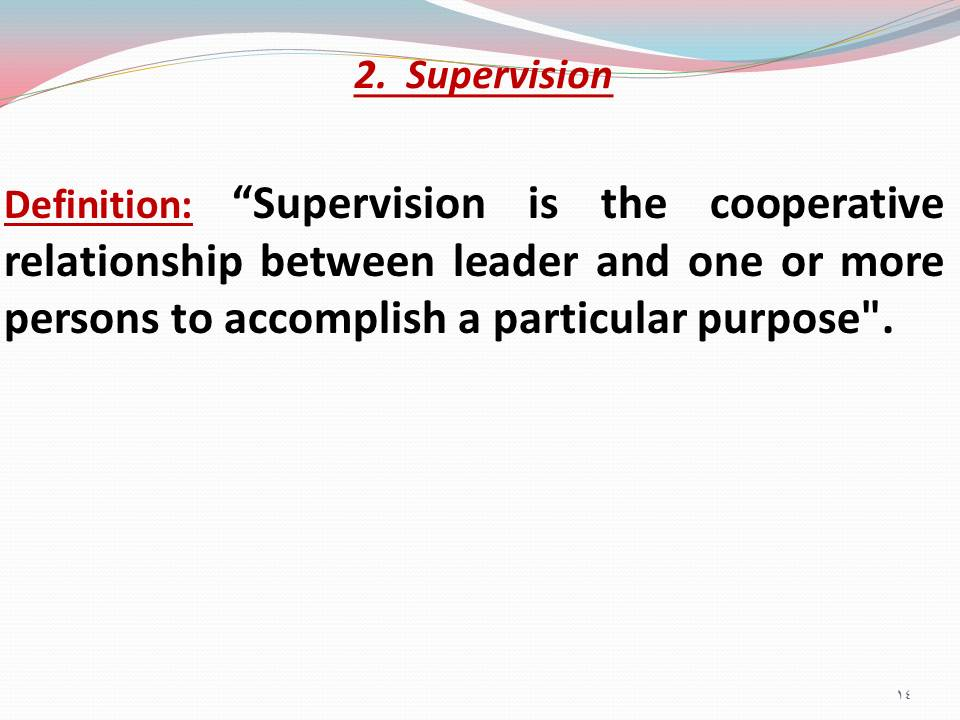 2. Supervision
Definition: “Supervision is the cooperative
relationship between leader and one or more
persons to accomplish a particular purpose".
١٤